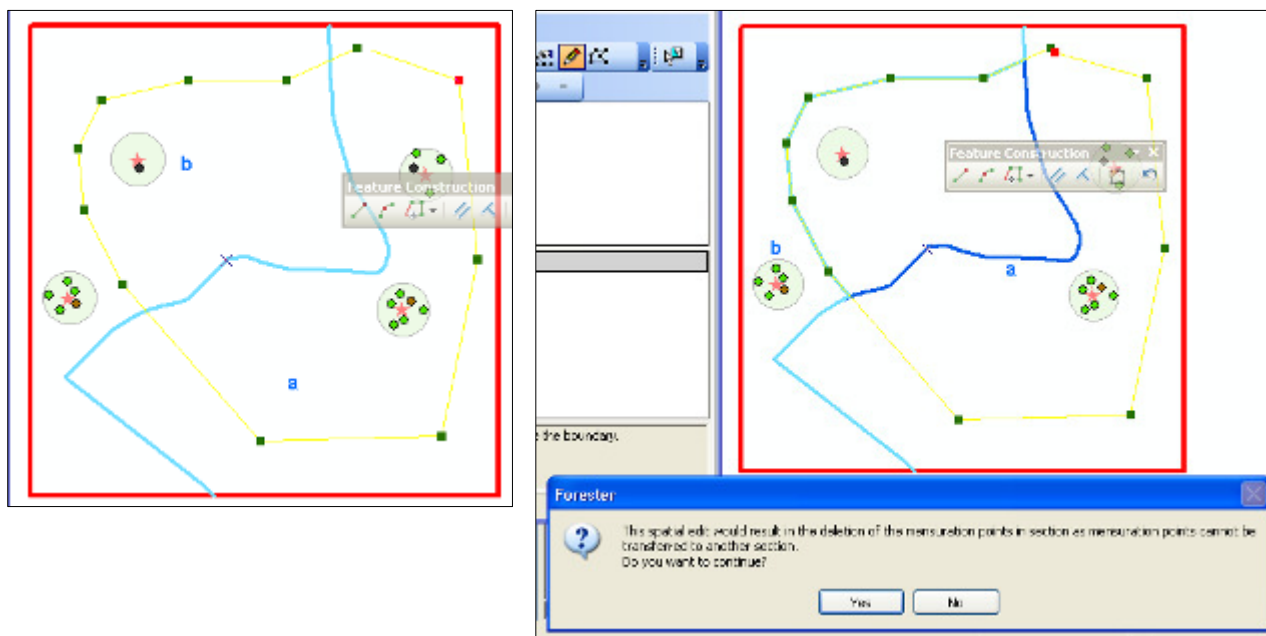 b
Feature Construction
a
Feature Construction
b
a
the boundary.
Forester
This spatial edit would result in the deletion of the mensuration points in section as mensuration points cannot be
transferred to another section.
Do you want to continue?
Yes
No